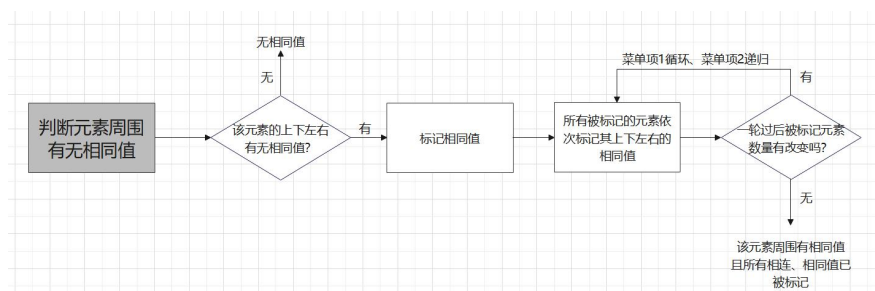 无相同值
无
判断元素周围
有无相同值
该元素的上下左右
有无相同值?
有
标记相同值
菜单项1循环、菜单项2递归
所有被标记的元素依
次标记其上下左右的
相同值
有
一轮过后被标记元素
数量有改变吗?
无
该元素周围有相同值
且所有相连、相同值已
被标记